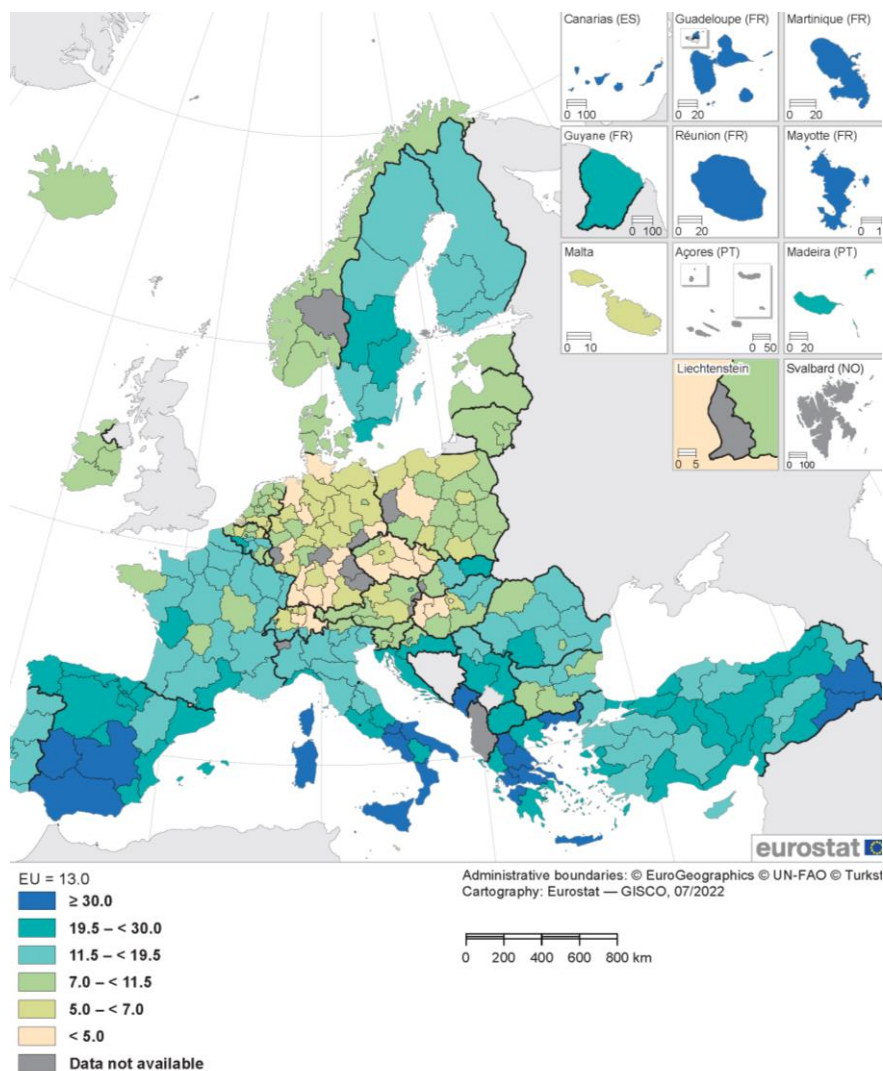 Canarias (ES)
0 100
Guadeloupe (FR)
0 20
Martinique (FR)
0 20
Guyane (FR)
0 100
Réunion (FR)
0 20
Mayotte (FR)
0 1
Malta
0 10
Açores (PT)
0 50
Madeira (PT)
0 20
Liechtenstein
0 5
Svalbard (NO)
0 100
eurostat
EU = 13.0
≥ 30.0
19.5 – < 30.0
11.5 – < 19.5
7.0 – < 11.5
5.0 – < 7.0
< 5.0
Data not available
Administrative boundaries: © EuroGeographics © UN-FAO © Turkst
Cartography: Eurostat — GISCO, 07/2022
0 200 400 600 800 km